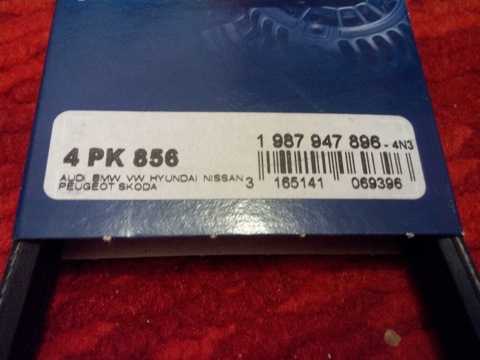 1 987 947 896 - 4N3
4 PK 856
AUDI BMW VW HYUNDAI NISSAN
PEUGEOT SKODA
3 165141 069396